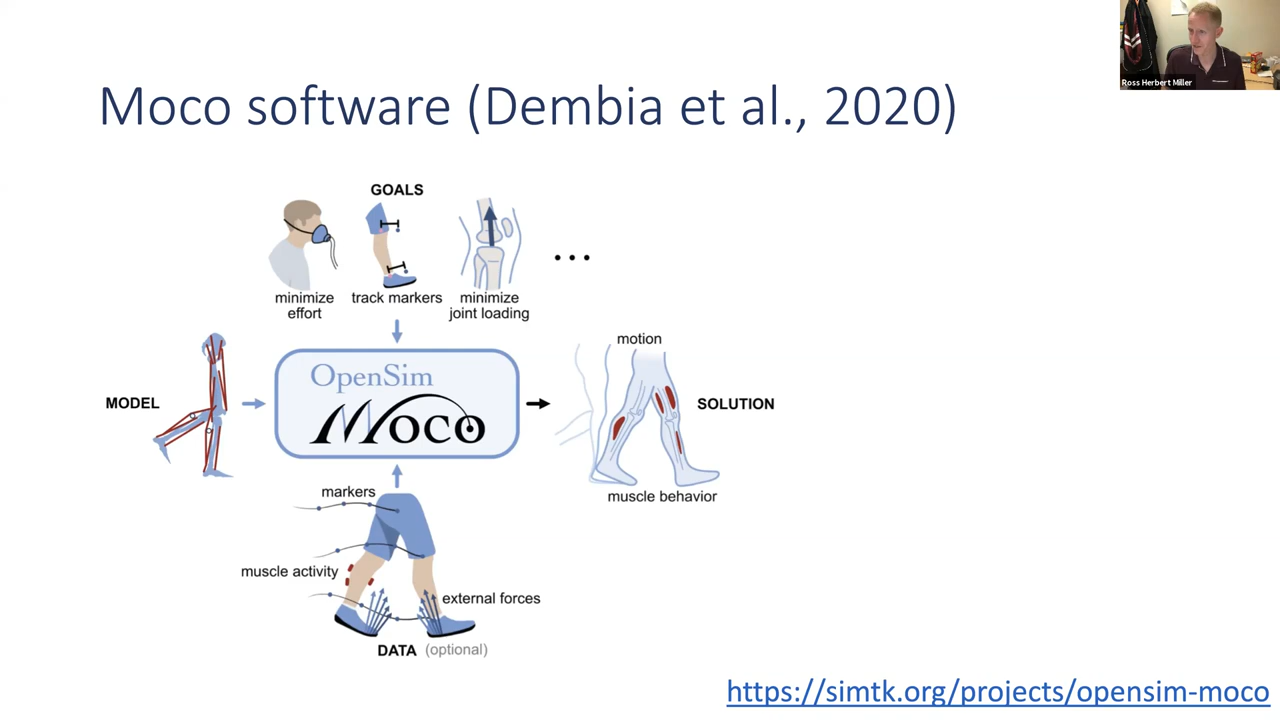 Ross Herbert Miller
Moco software (Dembia et al., 2020)
GOALS
minimize
effort
track markers
minimize
joint loading
...
MODEL
OpenSim
Moco
motion
SOLUTION
muscle behavior
markers
muscle activity
external forces
DATA (optional)
https://simtk.org/projects/opensim-moco